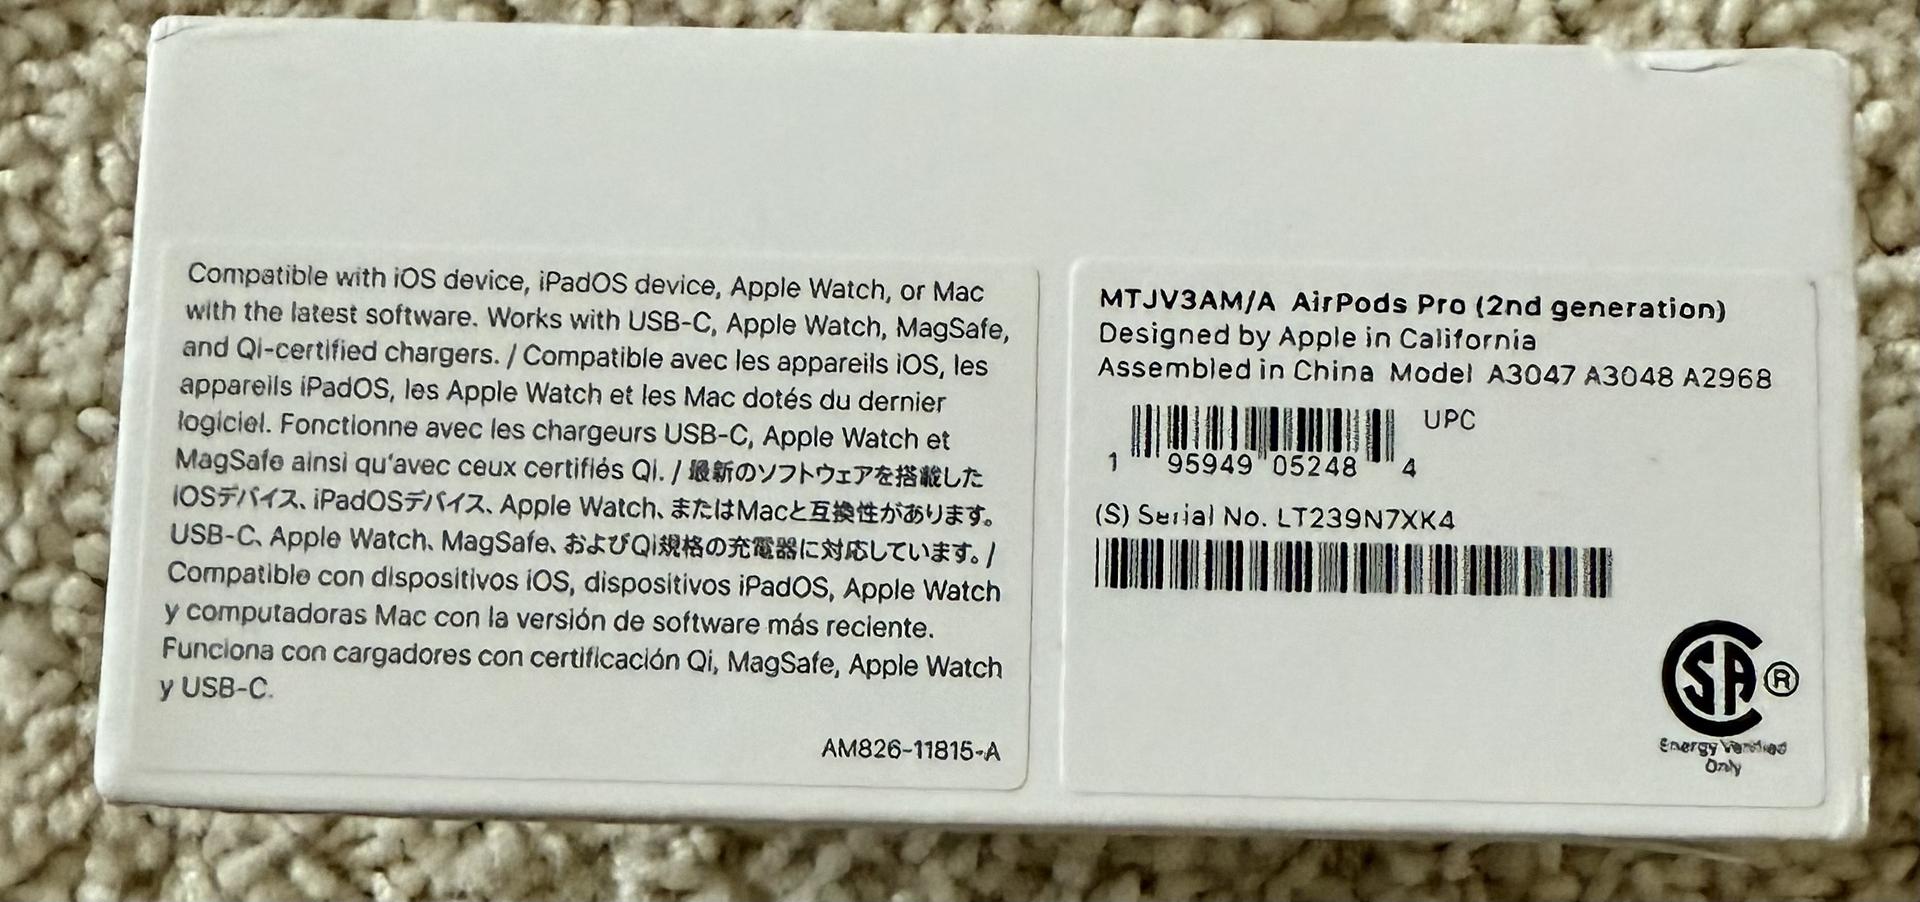 Compatible with iOS device, iPadOS device, Apple Watch, or Mac
with the latest software. Works with USB-C, Apple Watch, MagSafe,
and Qi-certified chargers. / Compatible avec les appareils iOS, les
appareils iPadOS, les Apple Watch et les Mac dotés du dernier
logiciel. Fonctionne avec les chargeurs USB-C, Apple Watch et
MagSafe ainsi qu'avec ceux certifiés Qi. / 最新のソフトウェアを搭載した
iOSデバイス、iPadOSデバイス、Apple Watch、またはMacと互換性があります。
USB-C、Apple Watch、MagSafe、およびQi規格の充電器に対応しています。/
Compatible con dispositivos iOS, dispositivos iPadOS, Apple Watch
y computadoras Mac con la versión de software más reciente.
Funciona con cargadores con certificación Qi, MagSafe, Apple Watch
y USB-C.
AM826-11815-A
MTJV3AM/A AirPods Pro (2nd generation)
Designed by Apple in California
Assembled in China Model A3047 A3048 A2968
UPC
1 95949 05248 4
(S) Serial No. LT239N7XK4
CSA®
Energy Verified
Only